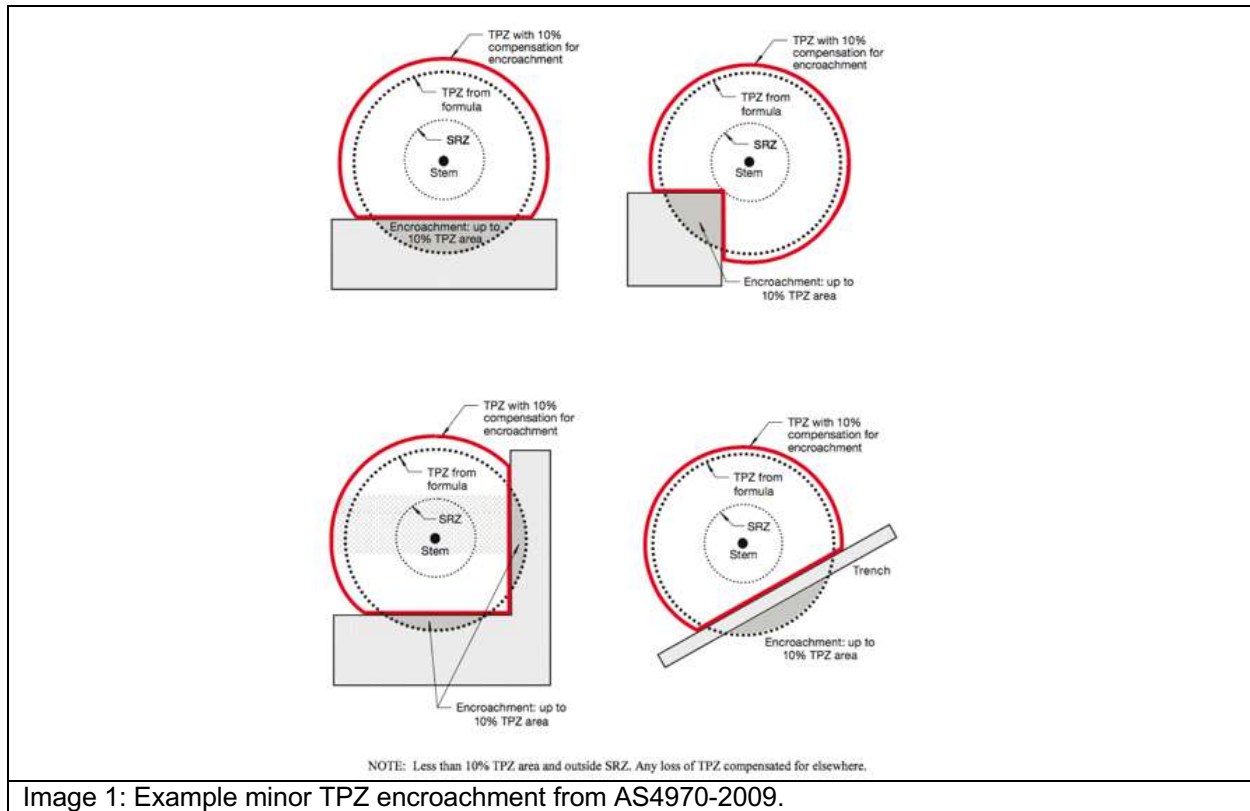 TPZ with 10%
compensation for
encroachment
TPZ from
formula
SRZ
Stem
Encroachment: up to
10% TPZ area
TPZ with 10%
compensation for
encroachment
TPZ from
formula
SRZ
Stem
Encroachment: up to
10% TPZ area
TPZ with 10%
compensation for
encroachment
TPZ from
formula
SRZ
Stem
Encroachment: up to
10% TPZ area
TPZ with 10%
compensation for
encroachment
TPZ from
formula
SRZ
Stem
Trench
Encroachment: up to
10% TPZ area
NOTE: Less than 10% TPZ area and outside SRZ. Any loss of TPZ compensated for elsewhere.
Image 1: Example minor TPZ encroachment from AS4970-2009.